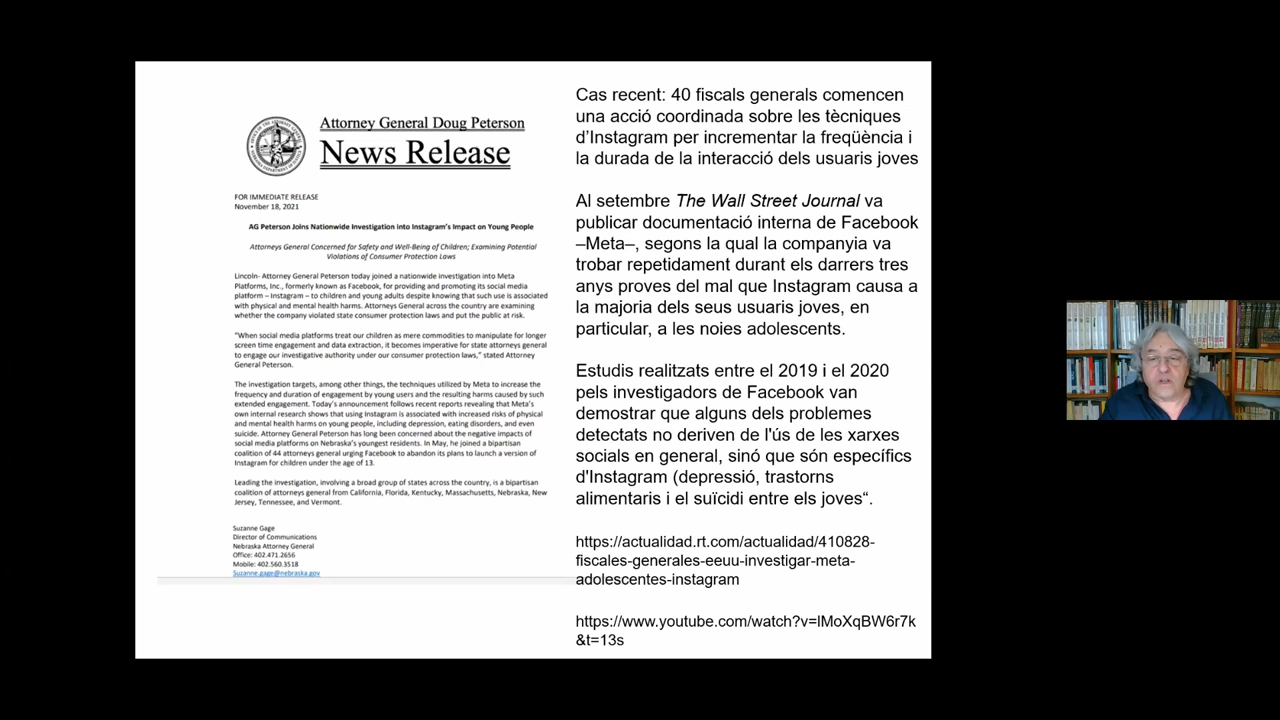 Attorney General Doug Peterson
News Release
FOR IMMEDIATE RELEASE
November 18, 2021
AG Peterson Joins Nationwide Investigation into Instagram's Impact on Young People
Attorneys General Concerned for Safety and Well-Being of Children; Examining Potential
Violations of Consumer Protection Laws
Lincoln- Attorney General Peterson today joined a nationwide investigation into Meta
Platforms, Inc., formerly known as Facebook, for providing and promoting its social media
platform – Instagram – to children and young adults despite knowing that such use is associated
with physical and mental health harms. Attorneys General across the country are examining
whether the company violated state consumer protection laws and put the public at risk.
"When social media platforms treat our children as mere commodities to manipulate for longer
screen time engagement and data extraction, it becomes imperative for state attorneys general
to engage our investigative authority under our consumer protection laws," stated Attorney
General Peterson.
The investigation targets, among other things, the techniques utilized by Meta to increase the
frequency and duration of engagement by young users and the resulting harms caused by such
extended engagement. Today's announcement follows recent reports revealing that Meta's
own internal research shows that using Instagram is associated with increased risks of physical
and mental health harms on young people, including depression, eating disorders, and even
suicide. Attorney General Peterson has long been concerned about the negative impacts of
social media platforms on Nebraska's youngest residents. In May, he joined a bipartisan
coalition of 44 attorneys general urging Facebook to abandon its plans to launch a version of
Instagram for children under the age of 13.
Leading the investigation, involving a broad group of states across the country, is a bipartisan
coalition of attorneys general from California, Florida, Kentucky, Massachusetts, Nebraska, New
Jersey, Tennessee, and Vermont.
Suzanne Gage
Director of Communications
Nebraska Attorney General
Office: 402.471.2656
Mobile: 402.560.3518
Suzanne.gage@nebraska.gov
Cas recent: 40 fiscals generals comencen
una acció coordinada sobre les tècniques
d'Instagram per incrementar la freqüència i
la durada de la interacció dels usuaris joves
Al setembre The Wall Street Journal va
publicar documentació interna de Facebook
–Meta–, segons la qual la companyia va
trobar repetidament durant els darrers tres
anys proves del mal que Instagram causa a
la majoria dels seus usuaris joves, en
particular, a les noies adolescents.
Estudis realitzats entre el 2019 i el 2020
pels investigadors de Facebook van
demostrar que alguns dels problemes
detectats no deriven de l'ús de les xarxes
socials en general, sinó que són específics
d'Instagram (depressió, trastorns
alimentaris i el suïcidi entre els joves“.
https://actualidad.rt.com/actualidad/410828-
fiscales-generales-eeuu-investigar-meta-
adolescentes-instagram
https://www.youtube.com/watch?v=lMoXqBW6r7k
&t=13s